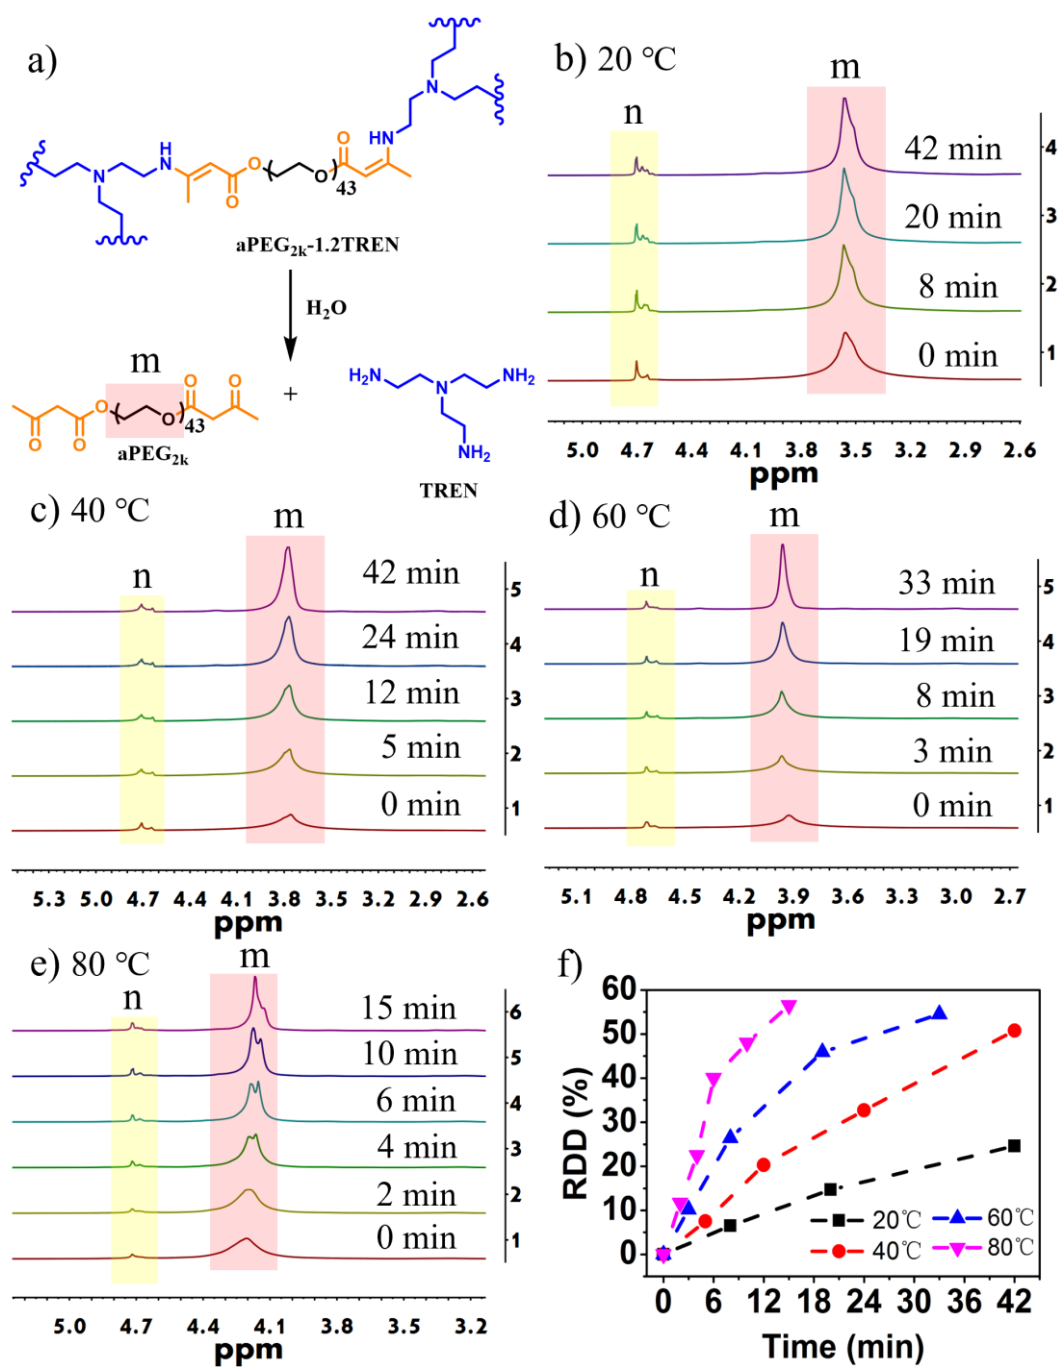 a)
HN
NH
O
N
N
O
O
O
43
aPEG2k-1.2TREN
H2O
m
O
O
O
O
43
O
O
aPEG2k
+
H2N
NH2
N
NH2
TREN
b) 20 ℃
n
m
42 min
20 min
8 min
0 min
4
3
2
1
5.0 4.7 4.4 4.1 3.8 3.5 3.2 2.9 2.6
ppm
c) 40 ℃
n
m
42 min
24 min
12 min
5 min
0 min
5
4
3
2
1
5.3 5.0 4.7 4.4 4.1 3.8 3.5 3.2 2.9 2.6
ppm
d) 60 ℃
n
m
33 min
19 min
8 min
3 min
0 min
5
4
3
2
1
5.1 4.8 4.5 4.2 3.9 3.6 3.3 3.0 2.7
ppm
e) 80 ℃
n
m
15 min
10 min
6 min
4 min
2 min
0 min
6
5
4
3
2
1
5.0 4.7 4.4 4.1 3.8 3.5 3.2
ppm
f)
60
50
40
30
20
10
0
RDD (%)
20℃
40℃
60℃
80℃
0 6 12 18 24 30 36 42
Time (min)